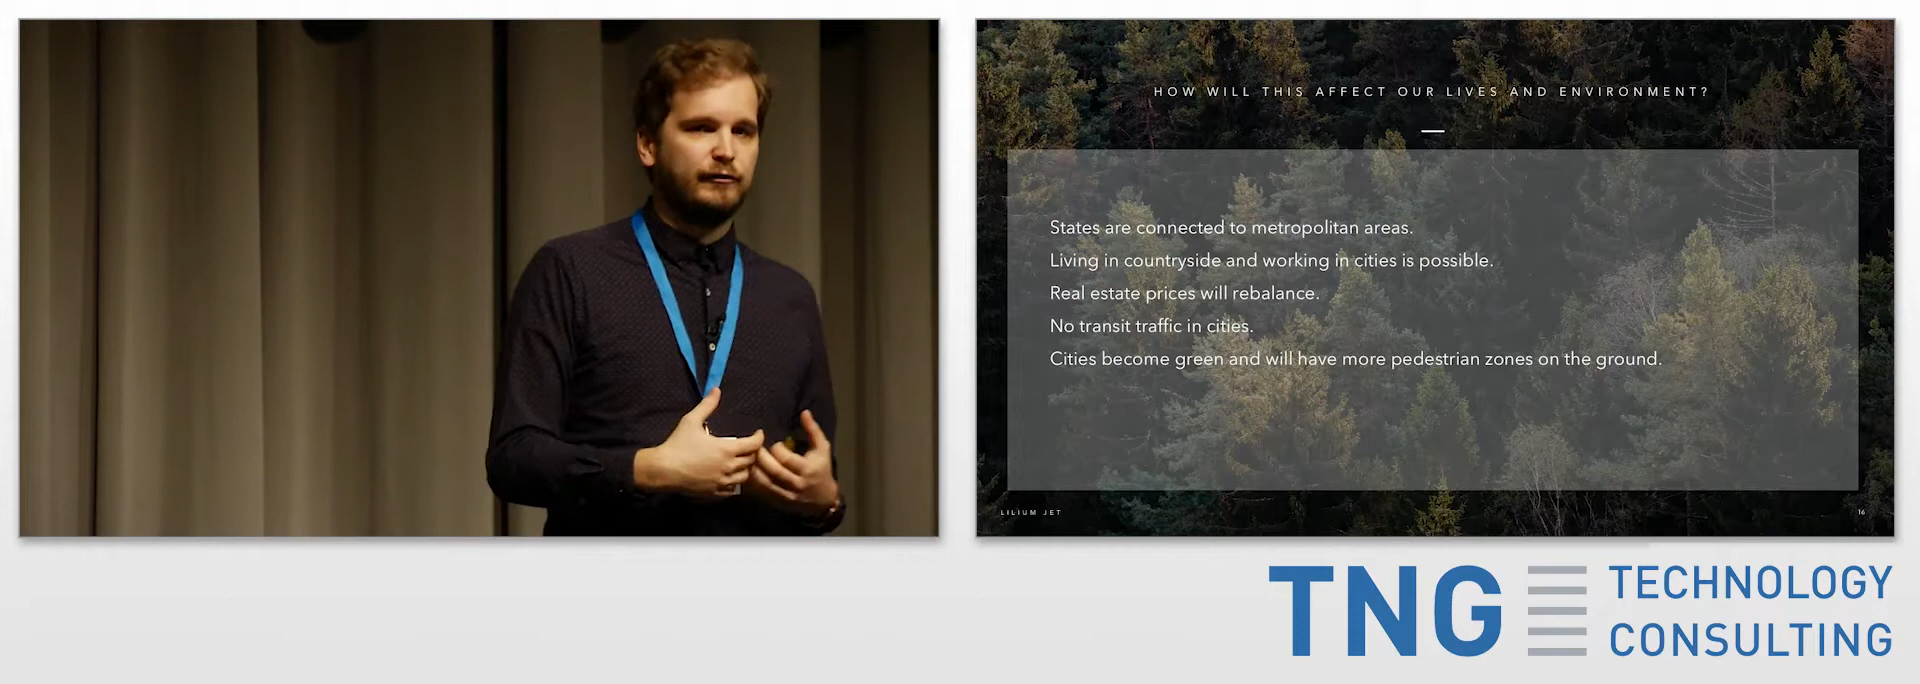 HOW WILL THIS AFFECT OUR LIVES AND ENVIRONMENT?
States are connected to metropolitan areas.
Living in countryside and working in cities is possible.
Real estate prices will rebalance.
No transit traffic in cities.
Cities become green and will have more pedestrian zones on the ground.
LILIUM JET
16
TNG TECHNOLOGY
CONSULTING